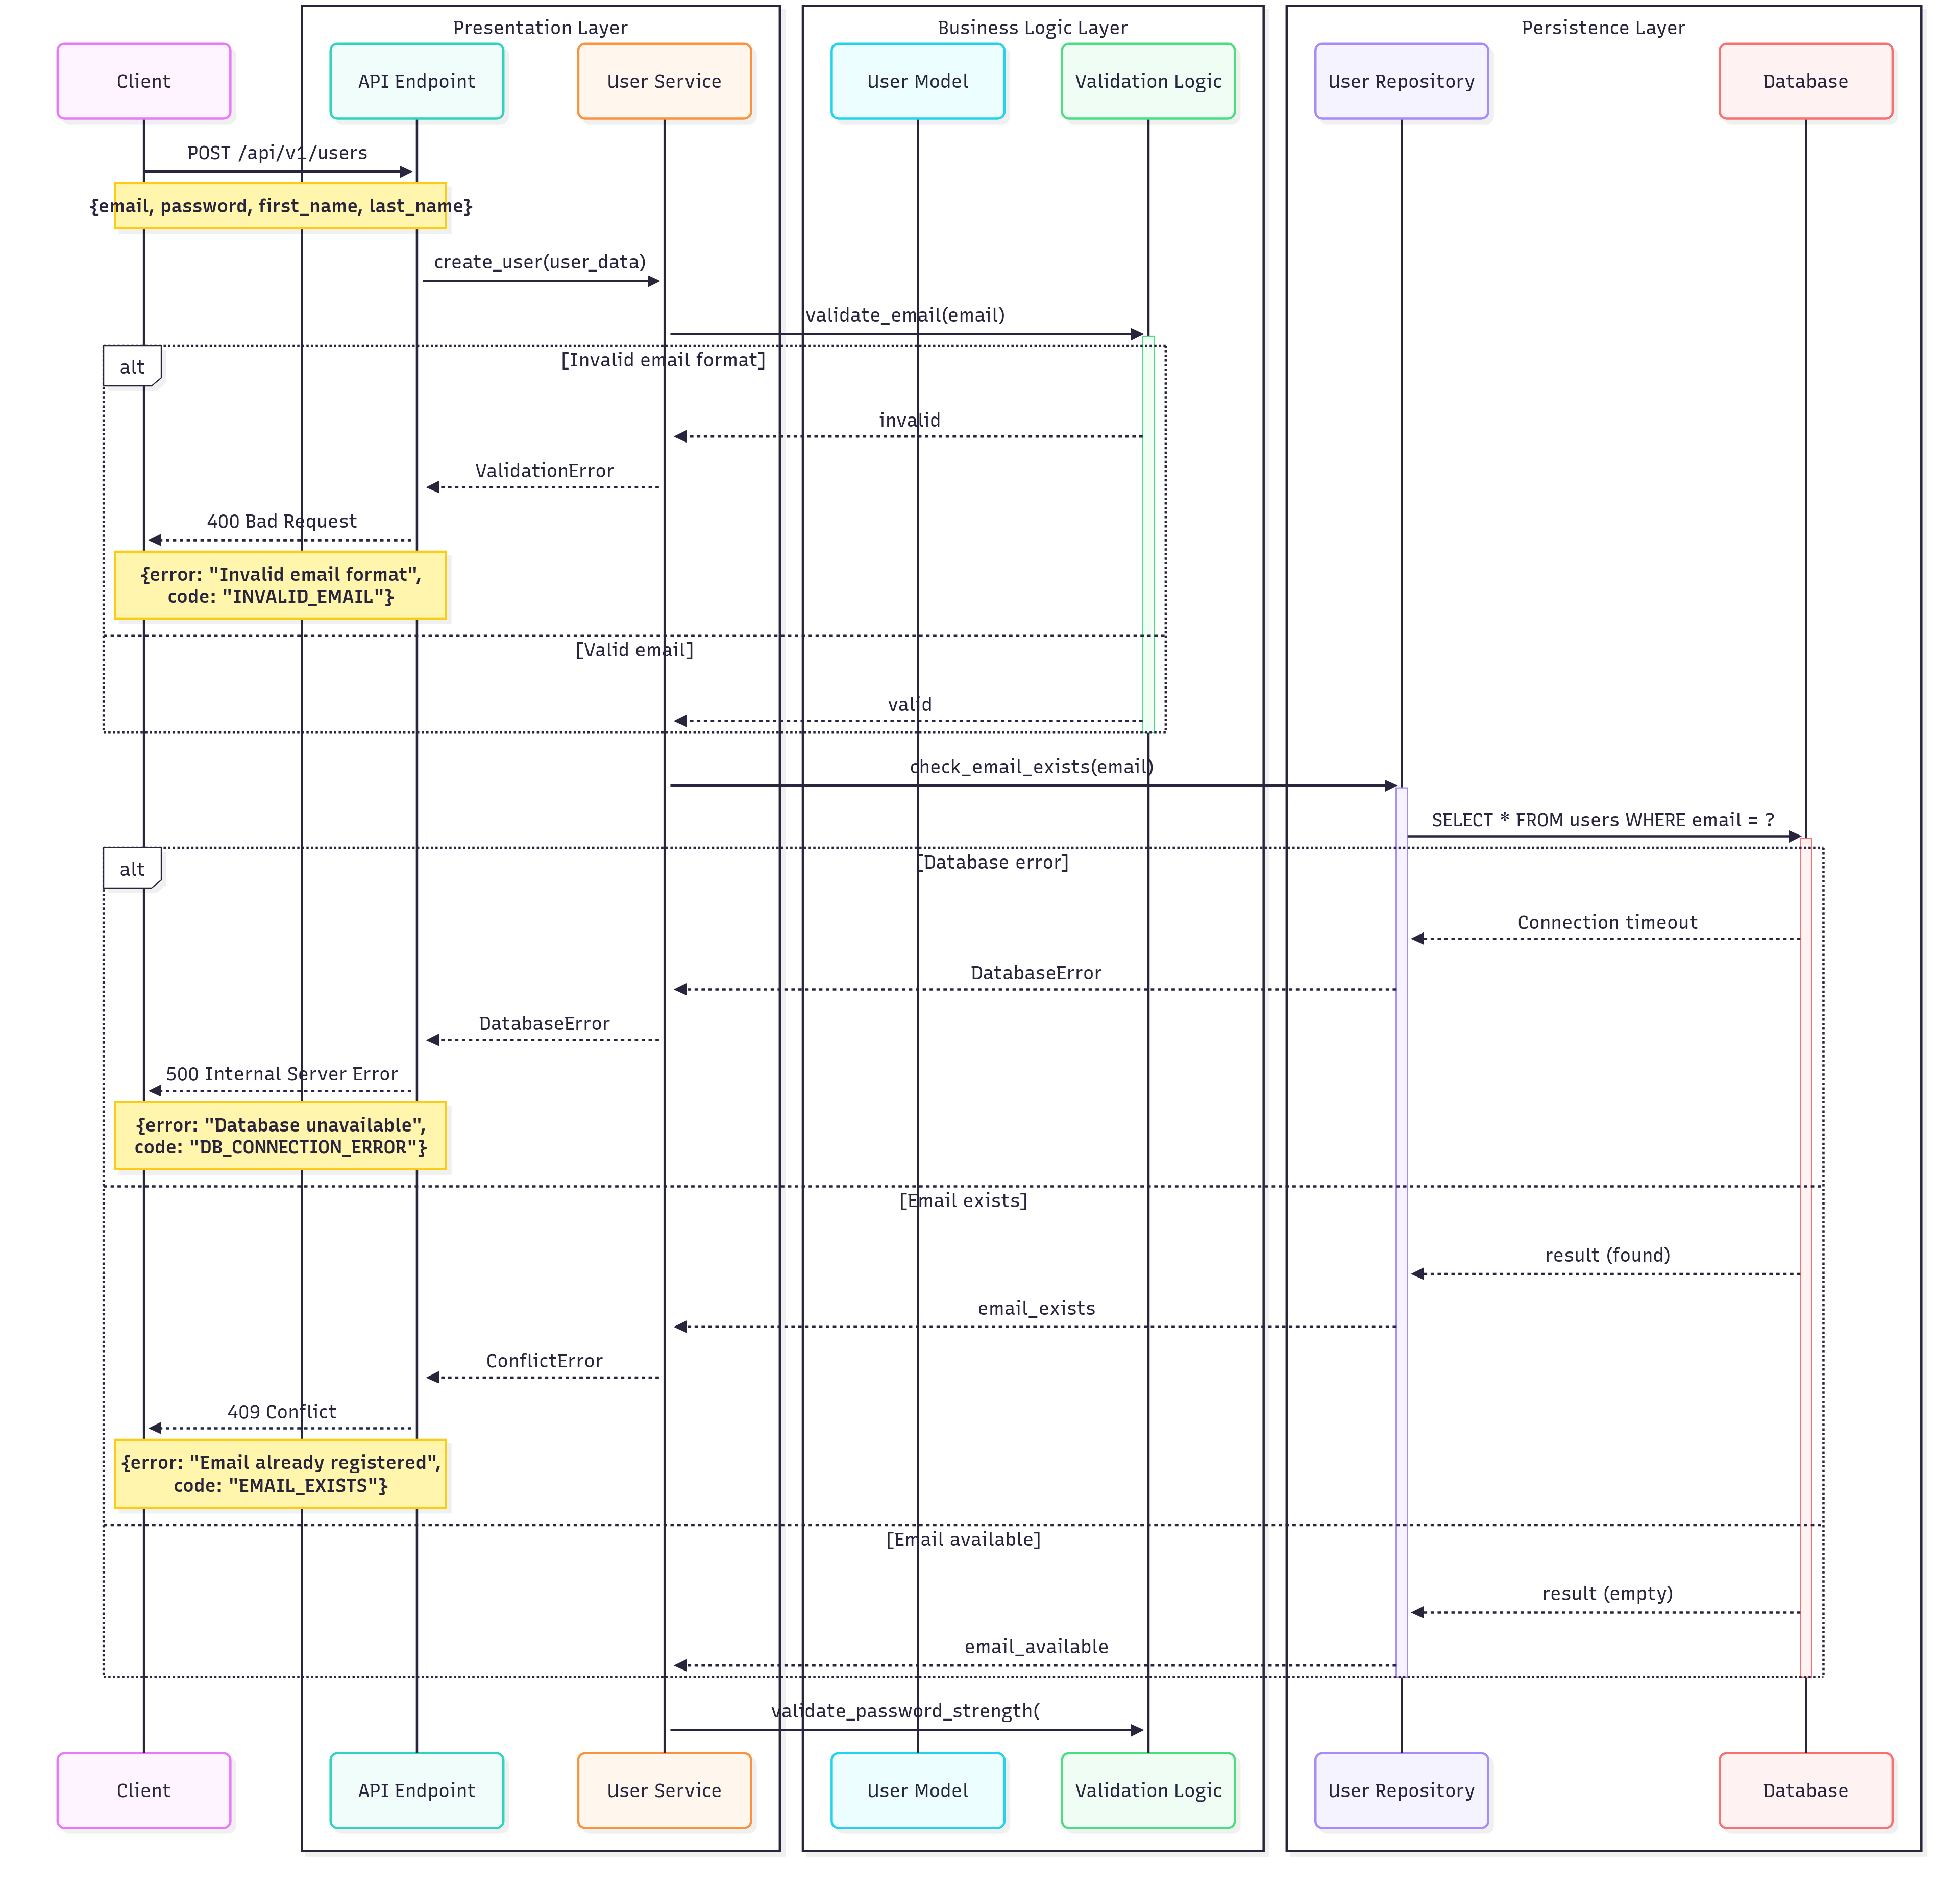 Presentation Layer
Business Logic Layer
Persistence Layer
Client
API Endpoint
User Service
User Model
Validation Logic
User Repository
Database
POST /api/v1/users
{email, password, first_name, last_name}
create_user(user_data)
validate_email(email)
alt
[Invalid email format]
invalid
ValidationError
400 Bad Request
{error: "Invalid email format",
code: "INVALID_EMAIL"}
[Valid email]
valid
check_email_exists(email)
SELECT * FROM users WHERE email = ?
alt
[Database error]
Connection timeout
DatabaseError
DatabaseError
500 Internal Server Error
{error: "Database unavailable",
code: "DB_CONNECTION_ERROR"}
[Email exists]
result (found)
email_exists
ConflictError
409 Conflict
{error: "Email already registered",
code: "EMAIL_EXISTS"}
[Email available]
result (empty)
email_available
validate_password_strength(
Client
API Endpoint
User Service
User Model
Validation Logic
User Repository
Database